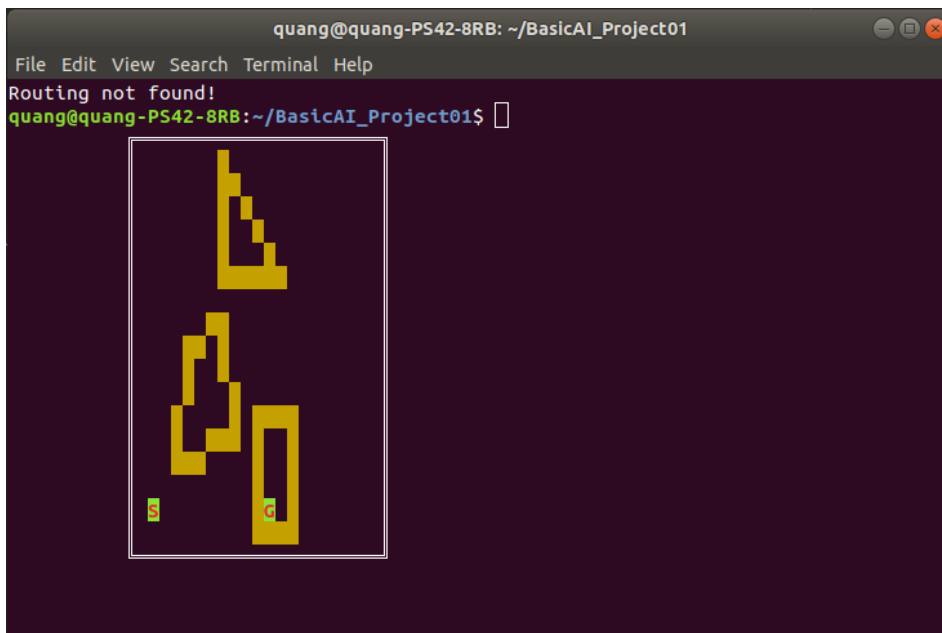 quang@quang-PS42-8RB: ~/BasicAI_Project01
File Edit View Search Terminal Help
Routing not found!
quang@quang-PS42-8RB:~/BasicAI_Project01$
S G